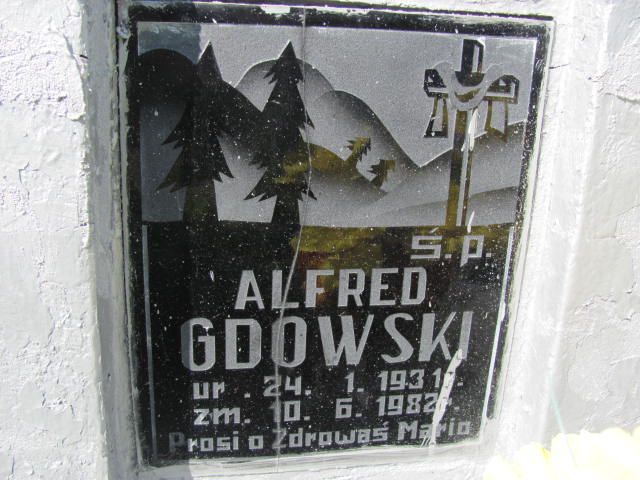 Ś.p.
ALFRED
GDOWSKI
ur. 24. 1. 1931r.
zm. 10. 6. 1982r.
Prosi o Zdrowaś Mario